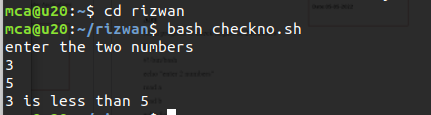 mca@u20:~$ cd rizwan
mca@u20:~/rizwan$ bash checkno.sh
enter the two numbers
3
5
3 is less than 5